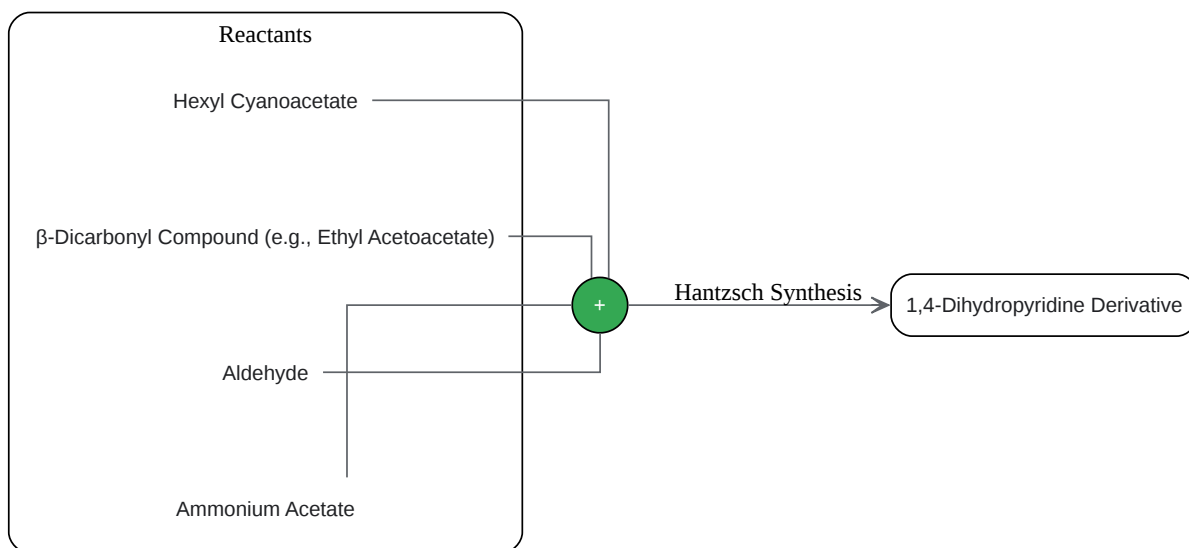 Reactants
Hexyl Cyanoacetate
β-Dicarbonyl Compound (e.g., Ethyl Acetoacetate)
+
Hantzsch Synthesis
1,4-Dihydropyridine Derivative
Aldehyde
Ammonium Acetate